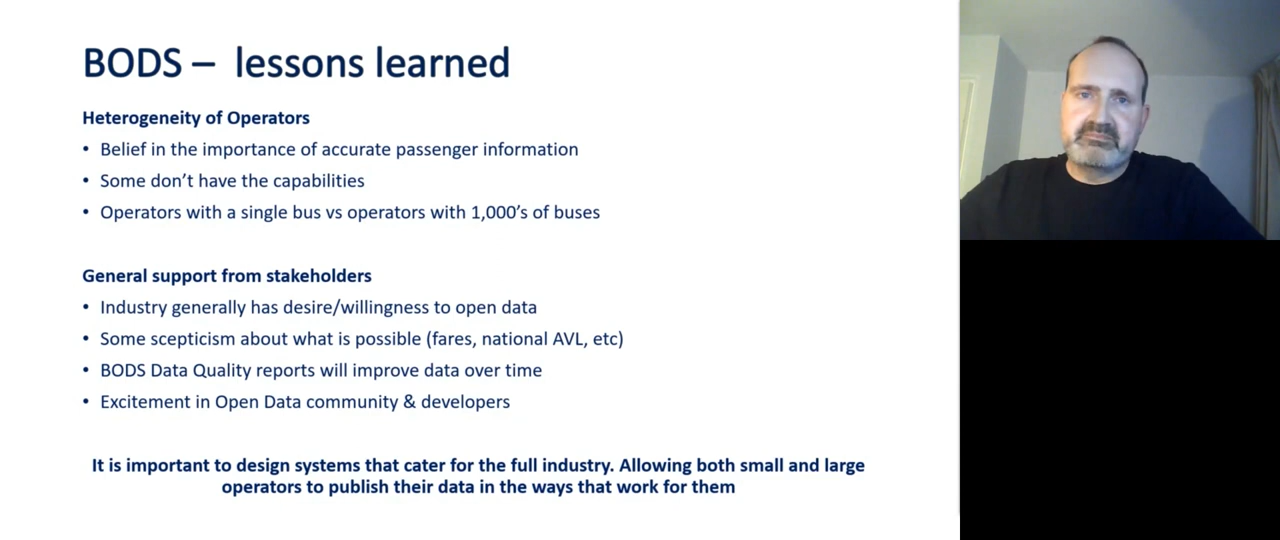 BODS – lessons learned
Heterogeneity of Operators
• Belief in the importance of accurate passenger information
• Some don’t have the capabilities
• Operators with a single bus vs operators with 1,000’s of buses
General support from stakeholders
• Industry generally has desire/willingness to open data
• Some scepticism about what is possible (fares, national AVL, etc)
• BODS Data Quality reports will improve data over time
• Excitement in Open Data community & developers
It is important to design systems that cater for the full industry. Allowing both small and large
operators to publish their data in the ways that work for them